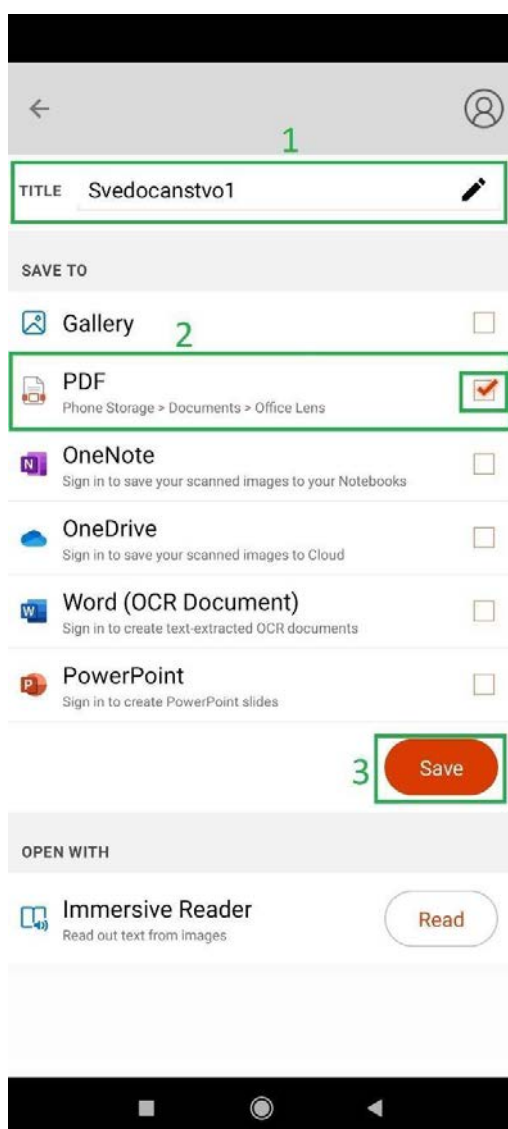 1
TITLE Svedocanstvo1
SAVE TO
Gallery
2
PDF
Phone Storage > Documents > Office Lens
OneNote
Sign in to save your scanned images to your Notebooks
OneDrive
Sign in to save your scanned images to Cloud
Word (OCR Document)
Sign in to create text-extracted OCR documents
PowerPoint
Sign in to create PowerPoint slides
3 Save
OPEN WITH
Immersive Reader
Read out text from images
Read